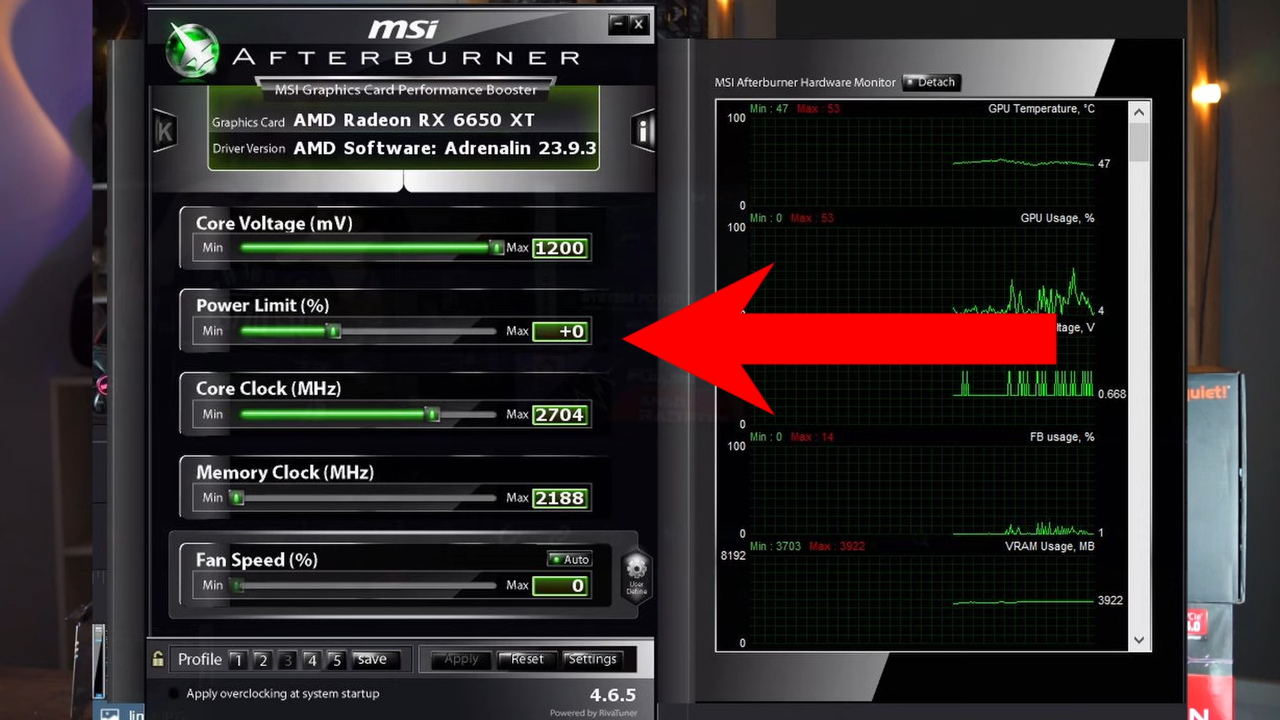 msi
AFTERBURNER
MSI Graphics Card Performance Booster
Graphics Card AMD Radeon RX 6650 XT
Driver Version AMD Software: Adrenalin 23.9.3
K
i
Core Voltage (mV)
Min Max 1200
Power Limit (%)
Min Max +0
Core Clock (MHz)
Min Max 2704
Memory Clock (MHz)
Min Max 2188
Fan Speed (%)
Auto
Min Max 0
User Define
Profile 1 2 3 4 5 save
Apply Reset Settings
Apply overclocking at system startup
4.6.5
Powered by RivaTuner
MSI Afterburner Hardware Monitor Detach
Min : 47 Max : 53 GPU Temperature, °C
100
47
0
Min : 0 Max : 53 GPU Usage, %
100
4
ltage, V
0.668
0
Min : 0 Max : 14 FB usage, %
100
1
0
Min : 3703 Max : 3922 VRAM Usage, MB
8192
3922
0
quiet!
lin